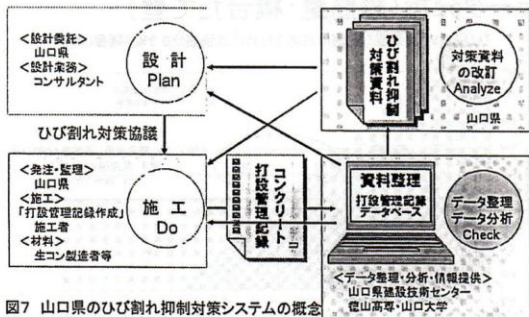 <設計委託>
山口県
<設計業務>
コンサルタント
設計
Plan
ひび割れ抑制
対策資料
対策資料
の改訂
Analyze
山口県
ひび割れ対策協議
<発注・監理>
山口県
<施工>
「打設管理記録作成」
施工者
<材料>
生コン製造者等
施工
Do
コンクリート
打設管理記録
資料整理
打設管理記録
データベース
データ整理
データ分析
Check
<データ整理・分析・情報提供>
山口県建設技術センター
徳山高専・山口大学
図7 山口県のひび割れ抑制対策システムの概念